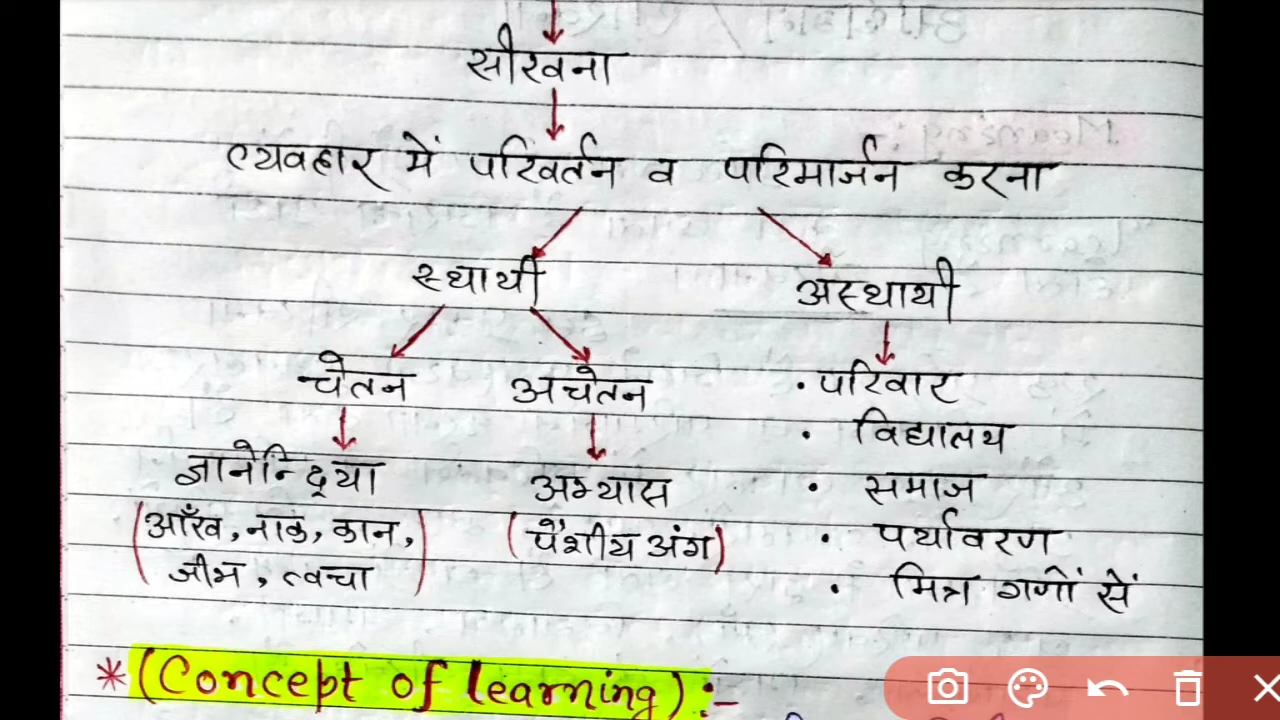 सीखना
व्यवहार में परिवर्तन व परिमार्जन करना
स्थायी अस्थायी
चेतन अचेतन • परिवार
• विद्यालय
ज्ञानेन्द्रिया अभ्यास • समाज
(आँख, नाक, कान, (पैशीय अंग) • पर्यावरण
जीभ, त्वचा) • मित्र गणों सें
* (Concept of learning) :-